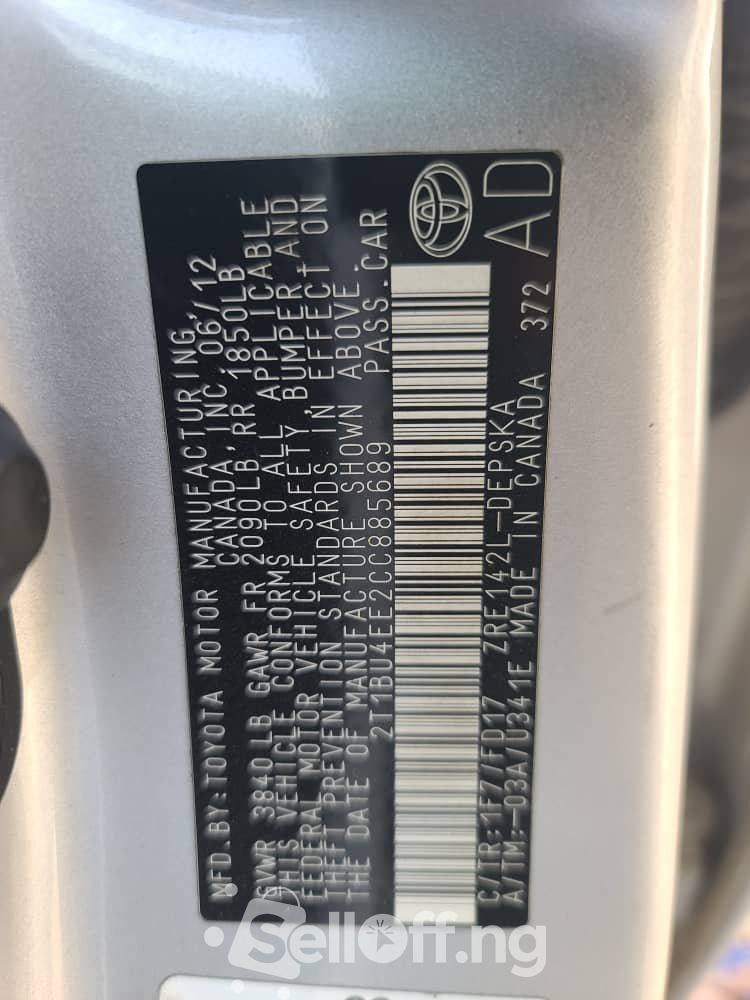 MFD.BY:TOYOTA MOTOR MANUFACTURING,
CANADA, INC. 06/12
GVWR 3840 LB GAWR FR 2090LB RR 1850LB
THIS VEHICLE CONFORMS TO ALL APPLICABLE
FEDERAL MOTOR VEHICLE SAFETY, BUMPER, AND
THEFT PREVENTION STANDARDS IN EFFECT ON
THE DATE OF MANUFACTURE SHOWN ABOVE.
2T1BU4EE2CC885689 PASS.CAR
C/TR:1F7/FD17 ZRE142L-DEPSKA
A/TM:-03A/U341E MADE IN CANADA 372
AD
SellOff.ng